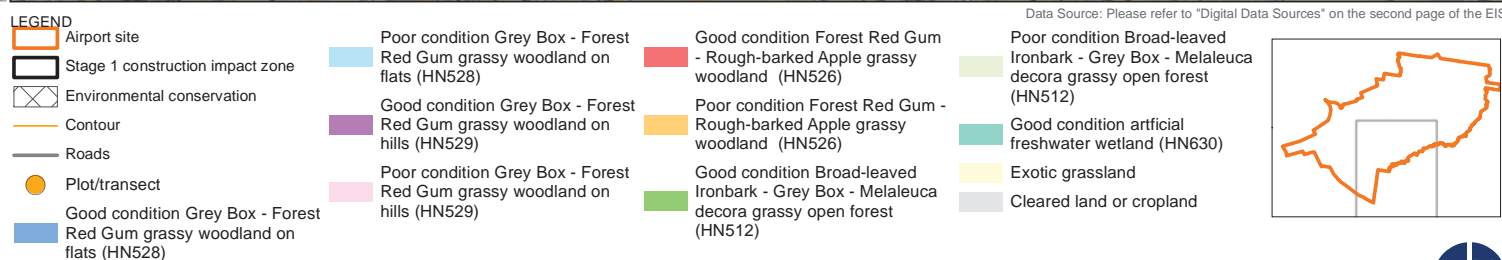 Data Source: Please refer to "Digital Data Sources" on the second page of the EIS
LEGEND
Airport site
Stage 1 construction impact zone
Environmental conservation
Contour
Roads
Plot/transect
Good condition Grey Box - Forest
Red Gum grassy woodland on
flats (HN528)
Poor condition Grey Box - Forest
Red Gum grassy woodland on
flats (HN528)
Good condition Grey Box - Forest
Red Gum grassy woodland on
hills (HN529)
Poor condition Grey Box - Forest
Red Gum grassy woodland on
hills (HN529)
Good condition Forest Red Gum
- Rough-barked Apple grassy
woodland (HN526)
Poor condition Forest Red Gum -
Rough-barked Apple grassy
woodland (HN526)
Good condition Broad-leaved
Ironbark - Grey Box - Melaleuca
decora grassy open forest
(HN512)
Poor condition Broad-leaved
Ironbark - Grey Box - Melaleuca
decora grassy open forest
(HN512)
Good condition artficial
freshwater wetland (HN630)
Exotic grassland
Cleared land or cropland